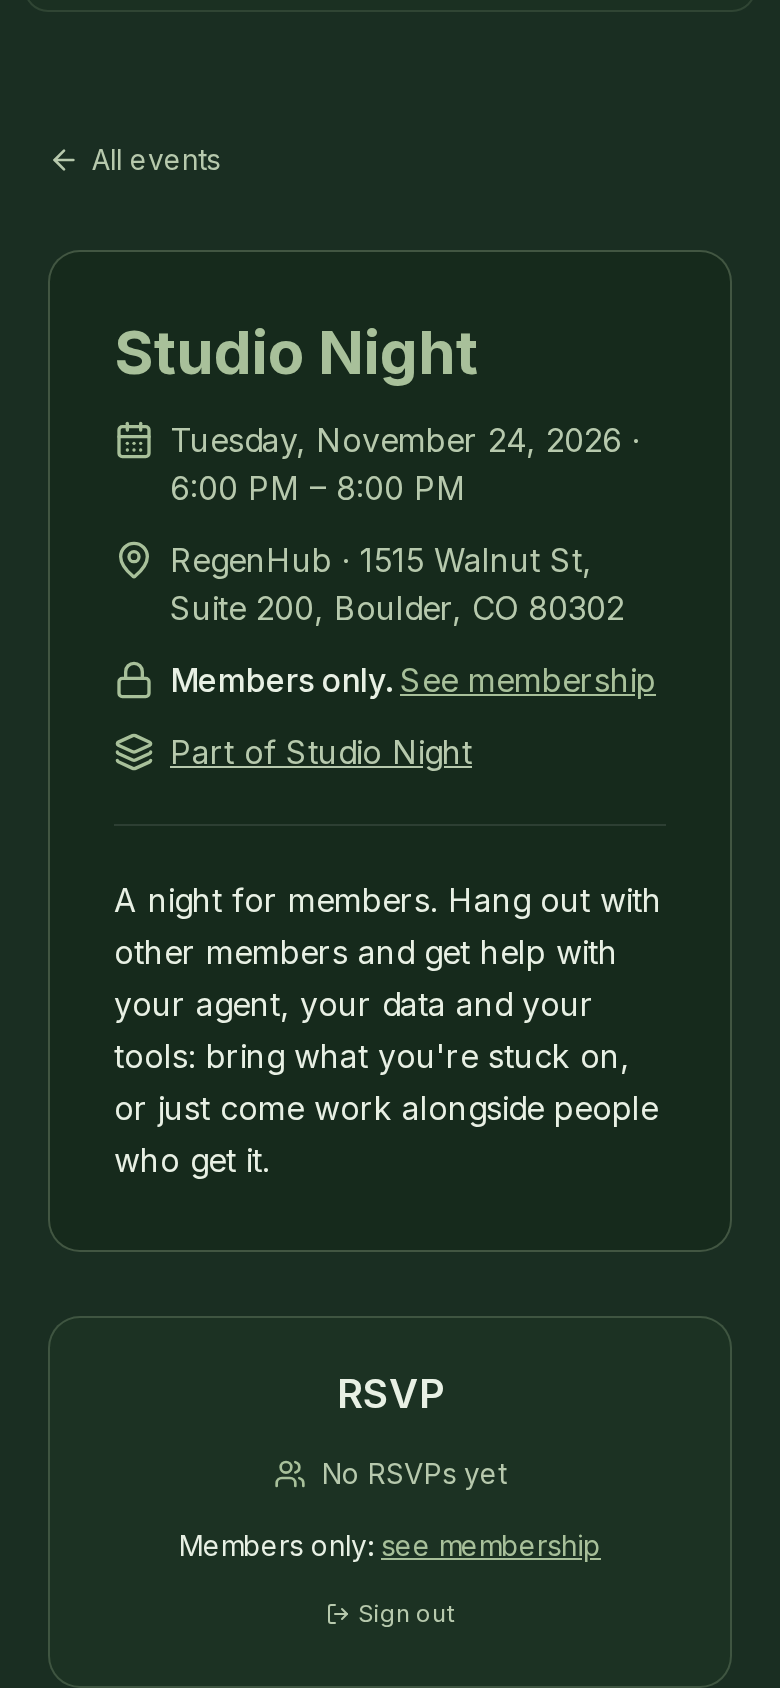 All events
Studio Night
Tuesday, November 24, 2026 ·
6:00 PM – 8:00 PM
RegenHub · 1515 Walnut St,
Suite 200, Boulder, CO 80302
Members only. See membership
Part of Studio Night
A night for members. Hang out with
other members and get help with
your agent, your data and your
tools: bring what you're stuck on,
or just come work alongside people
who get it.
RSVP
No RSVPs yet
Members only: see membership
Sign out